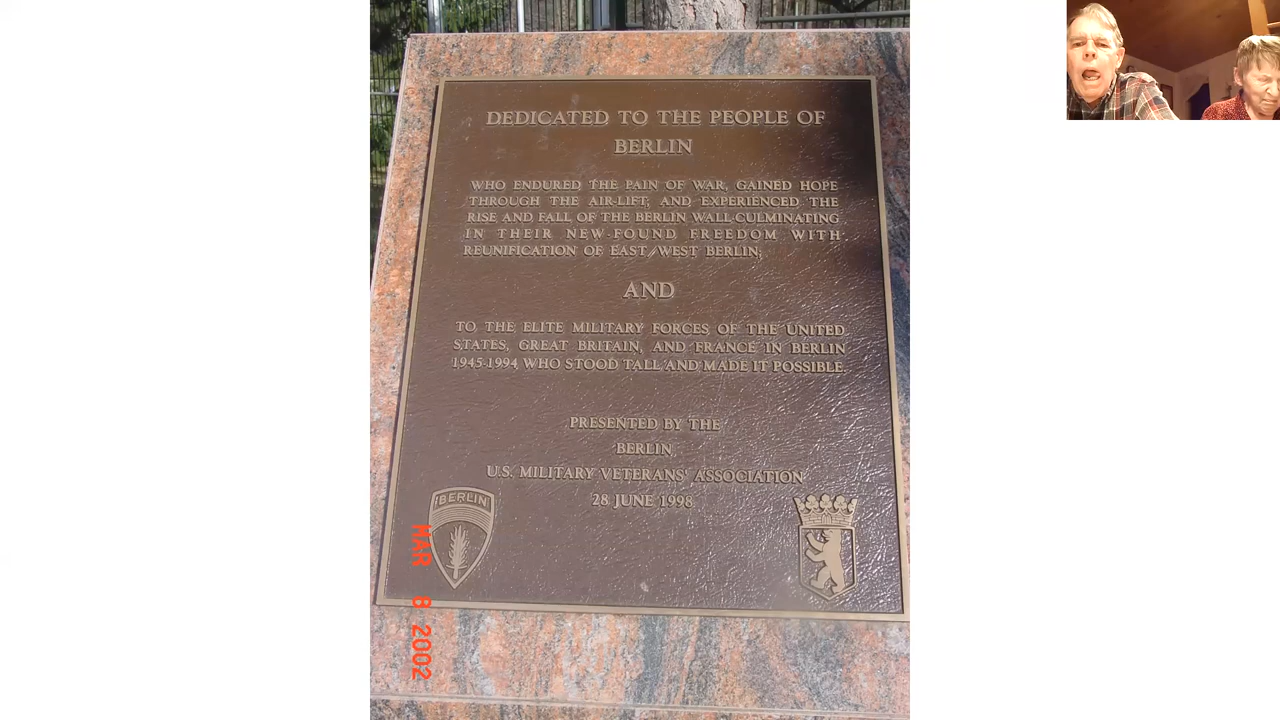 DEDICATED TO THE PEOPLE OF
BERLIN
WHO ENDURED THE PAIN OF WAR, GAINED HOPE
THROUGH THE AIR-LIFT, AND EXPERIENCED THE
RISE AND FALL OF THE BERLIN WALL-CULMINATING
IN THEIR NEW-FOUND FREEDOM WITH
REUNIFICATION OF EAST/WEST BERLIN;
AND
TO THE ELITE MILITARY FORCES OF THE UNITED
STATES, GREAT BRITAIN, AND FRANCE IN BERLIN
1945-1994 WHO STOOD TALL AND MADE IT POSSIBLE.
PRESENTED BY THE
BERLIN
U.S. MILITARY VETERANS' ASSOCIATION
28 JUNE 1998
BERLIN
MAR 8 2002